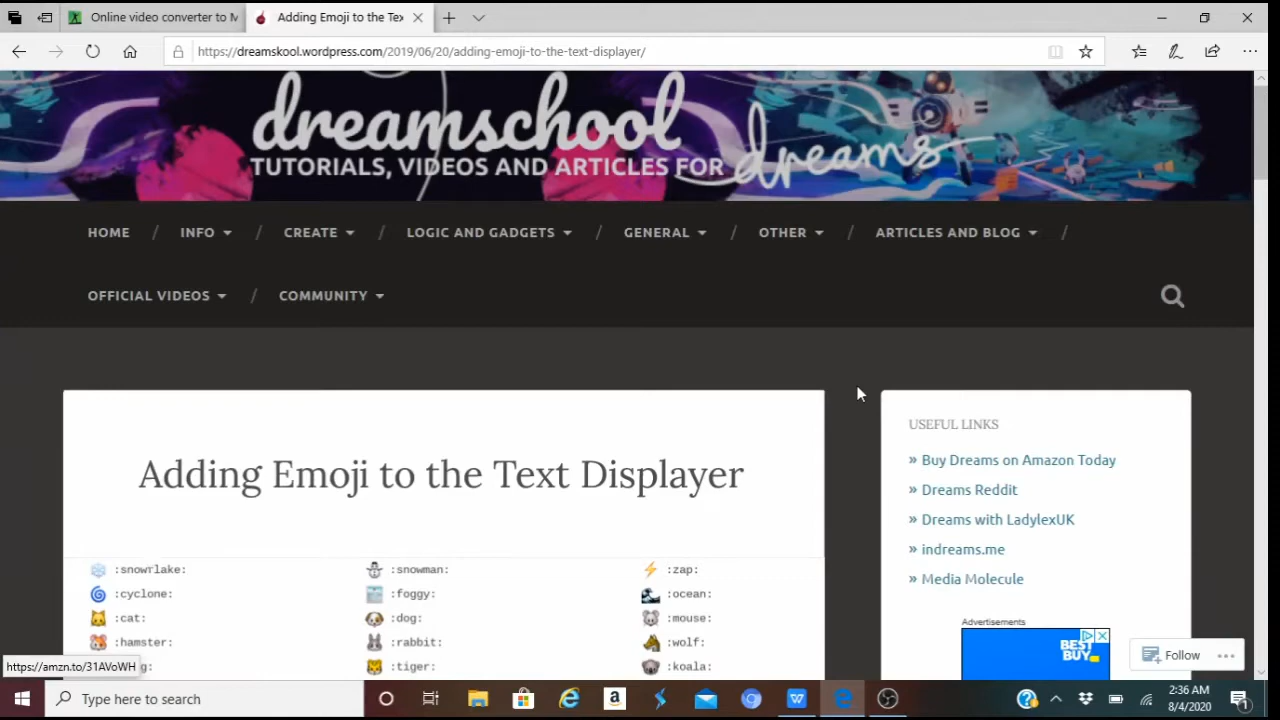 Online video converter to M
Adding Emoji to the Tex
https://dreamskool.wordpress.com/2019/06/20/adding-emoji-to-the-text-displayer/
dreamschool
TUTORIALS, VIDEOS AND ARTICLES FOR dreams
HOME / INFO / CREATE / LOGIC AND GADGETS / GENERAL / OTHER / ARTICLES AND BLOG /
OFFICIAL VIDEOS / COMMUNITY
Adding Emoji to the Text Displayer
:snowflake: :snowman: :zap:
:cyclone: :foggy: :ocean:
:cat: :dog: :mouse:
:hamster: :rabbit: :wolf:
:tiger: :koala:
USEFUL LINKS
» Buy Dreams on Amazon Today
» Dreams Reddit
» Dreams with LadylexUK
» indreams.me
» Media Molecule
Advertisements
BEST
BUY
Follow
https://amzn.to/31AVoWH
Type here to search
2:36 AM
8/4/2020
1